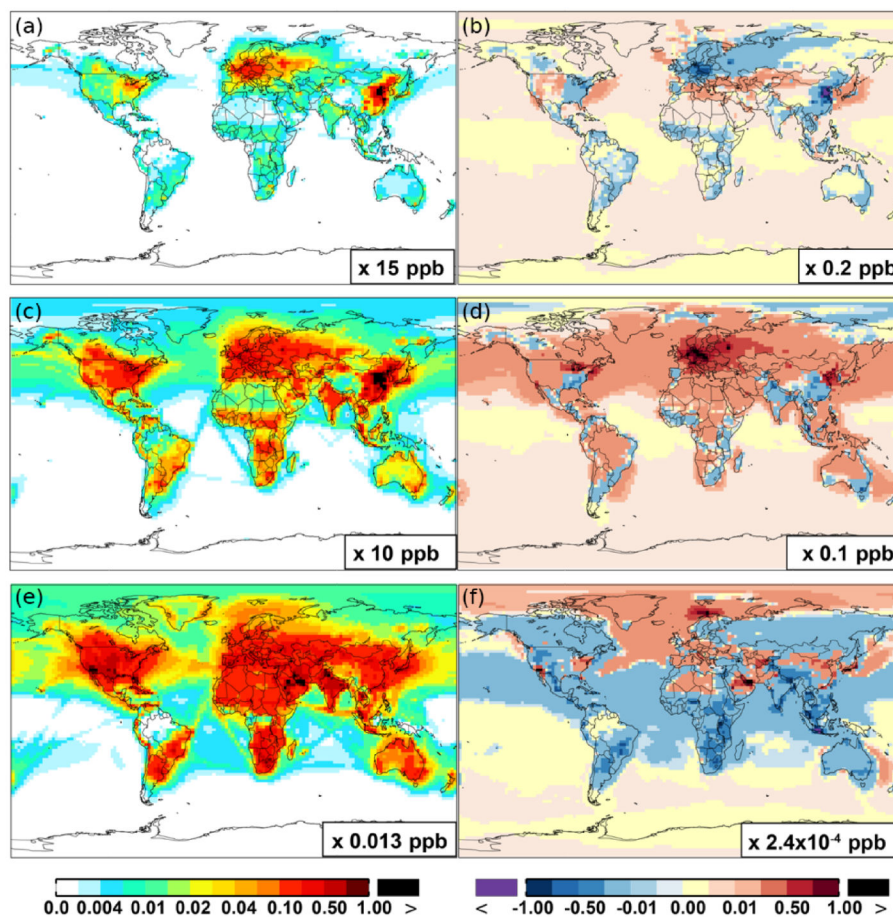 (a) (b)
x 15 ppb x 0.2 ppb
(c) (d)
x 10 ppb x 0.1 ppb
(e) (f)
x 0.013 ppb x 2.4x10⁻⁴ ppb
0.0 0.004 0.01 0.02 0.04 0.10 0.50 1.00 > < -1.00 -0.50 -0.01 0.00 0.01 0.50 1.00 >